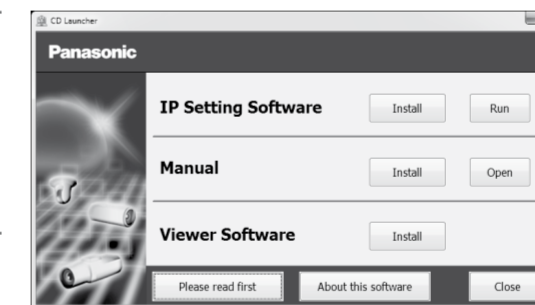 CD Launcher
Panasonic
IP Setting Software Install Run
Manual Install Open
Viewer Software Install
Please read first About this software Close